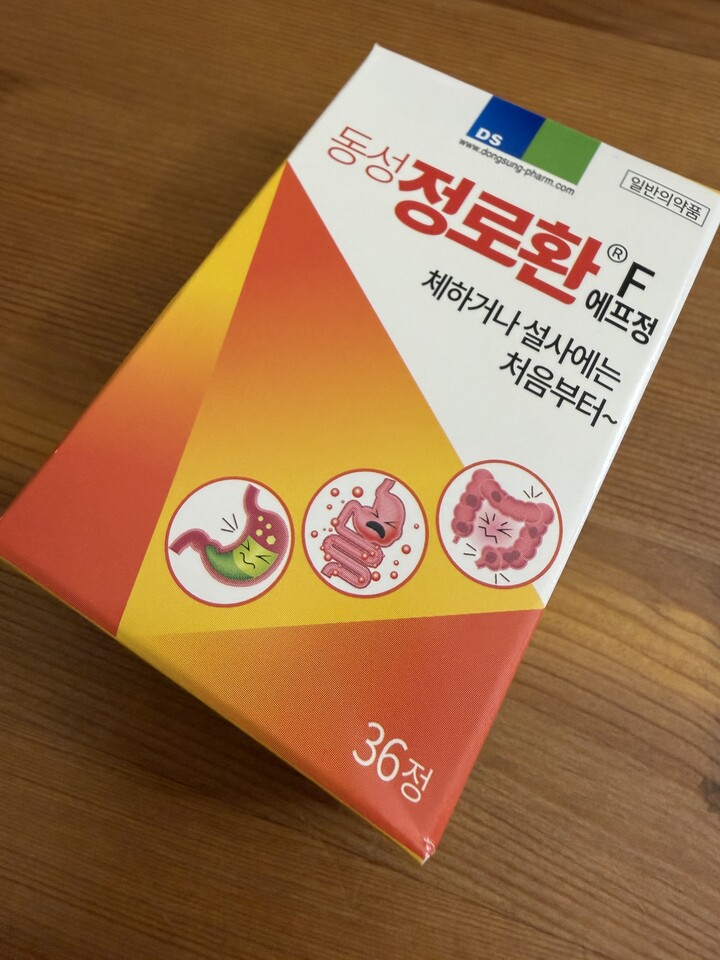 DS
www.dongsung-pharm.com
일반의약품
동성 정로환® F 에프정
체하거나 설사에는
처음부터~
36정